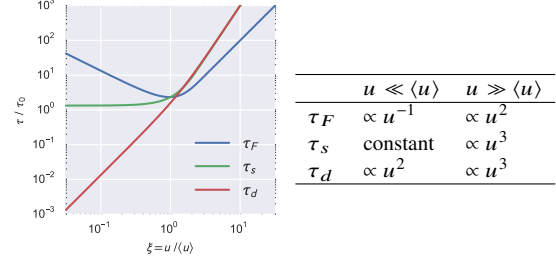 10³
10²
10¹
10⁰
10⁻¹
10⁻²
10⁻³
τ / τ₀
τ_F
τ_s
τ_d
10⁻¹ 10⁰ 10¹
ξ=u/⟨u⟩
u ≪ ⟨u⟩ u ≫ ⟨u⟩
τ_F ∝ u⁻¹ ∝ u²
τ_s constant ∝ u³
τ_d ∝ u² ∝ u³